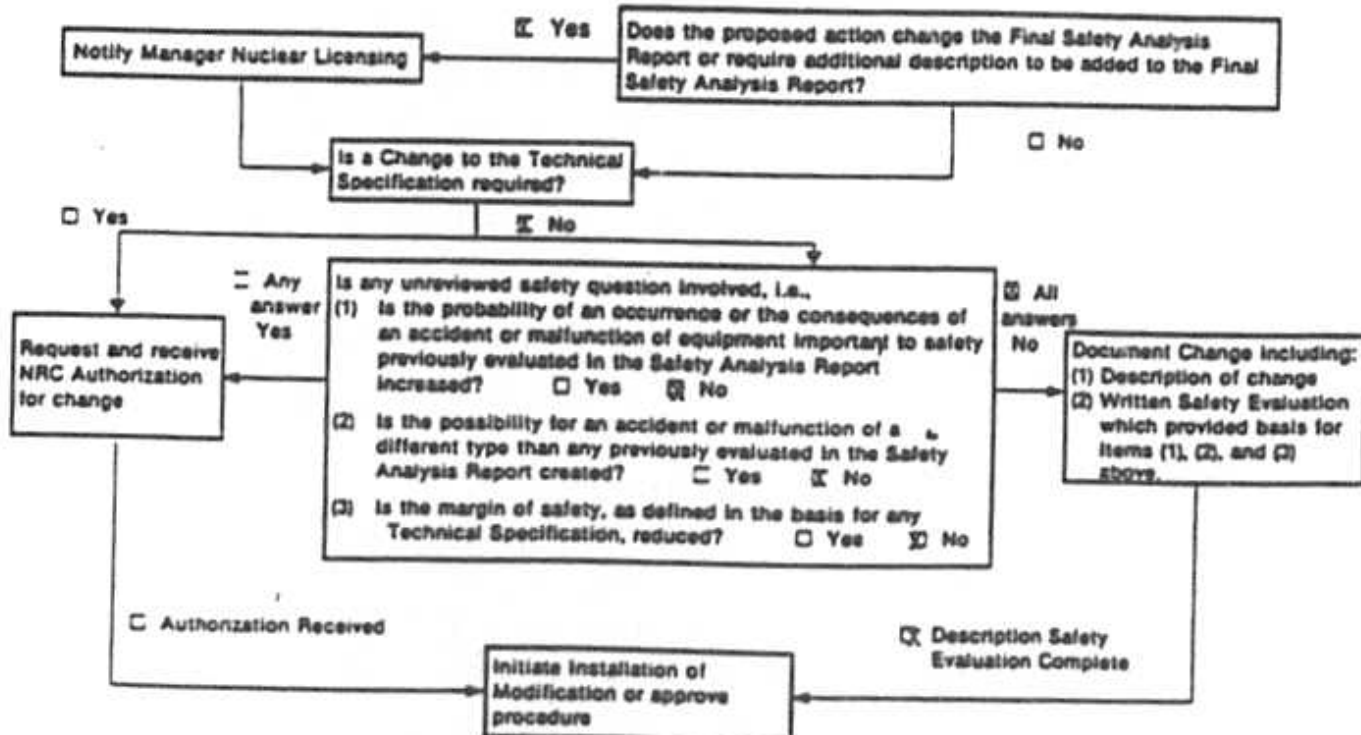 ☒ Yes
Does the proposed action change the Final Safety Analysis
Report or require additional description to be added to the Final
Safety Analysis Report?
Notify Manager Nuclear Licensing
☐ No
Is a Change to the Technical
Specification required?
☐ Yes
☒ No
☐ Any
answer
Yes
Is any unreviewed safety question involved, i.e.,
(1) Is the probability of an occurrence or the consequences of
an accident or malfunction of equipment important to safety
previously evaluated in the Safety Analysis Report
increased? ☐ Yes ☒ No
(2) Is the possibility for an accident or malfunction of a
different type than any previously evaluated in the Safety
Analysis Report created? ☐ Yes ☒ No
(3) Is the margin of safety, as defined in the basis for any
Technical Specification, reduced? ☐ Yes ☒ No
☒ All
answers
No
Request and receive
NRC Authorization
for change
Document Change including:
(1) Description of change
(2) Written Safety Evaluation
which provided basis for
items (1), (2), and (3)
above.
☐ Authorization Received
☒ Description Safety
Evaluation Complete
Initiate Installation of
Modification or approve
procedure